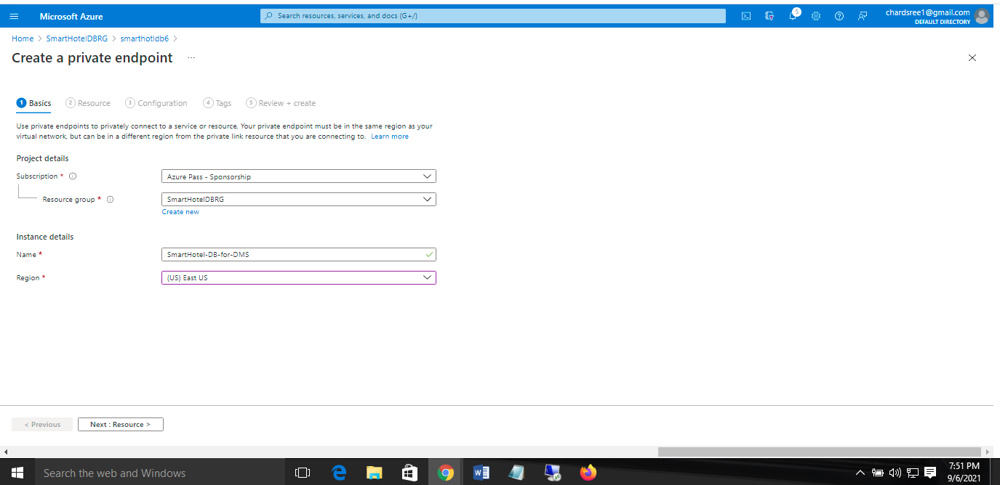 Microsoft Azure
Search resources, services, and docs (G+/)
5
chardsree1@gmail.com
DEFAULT DIRECTORY
Home > SmartHotelDBRG > smarthotldb6 >
Create a private endpoint ...
1 Basics 2 Resource 3 Configuration 4 Tags 5 Review + create
Use private endpoints to privately connect to a service or resource. Your private endpoint must be in the same region as your
virtual network, but can be in a different region from the private link resource that you are connecting to. Learn more
Project details
Subscription * Azure Pass - Sponsorship
Resource group * SmartHotelDBRG
Create new
Instance details
Name * SmartHotel-DB-for-DMS
Region * (US) East US
< Previous Next : Resource >
Search the web and Windows
7:51 PM
9/6/2021